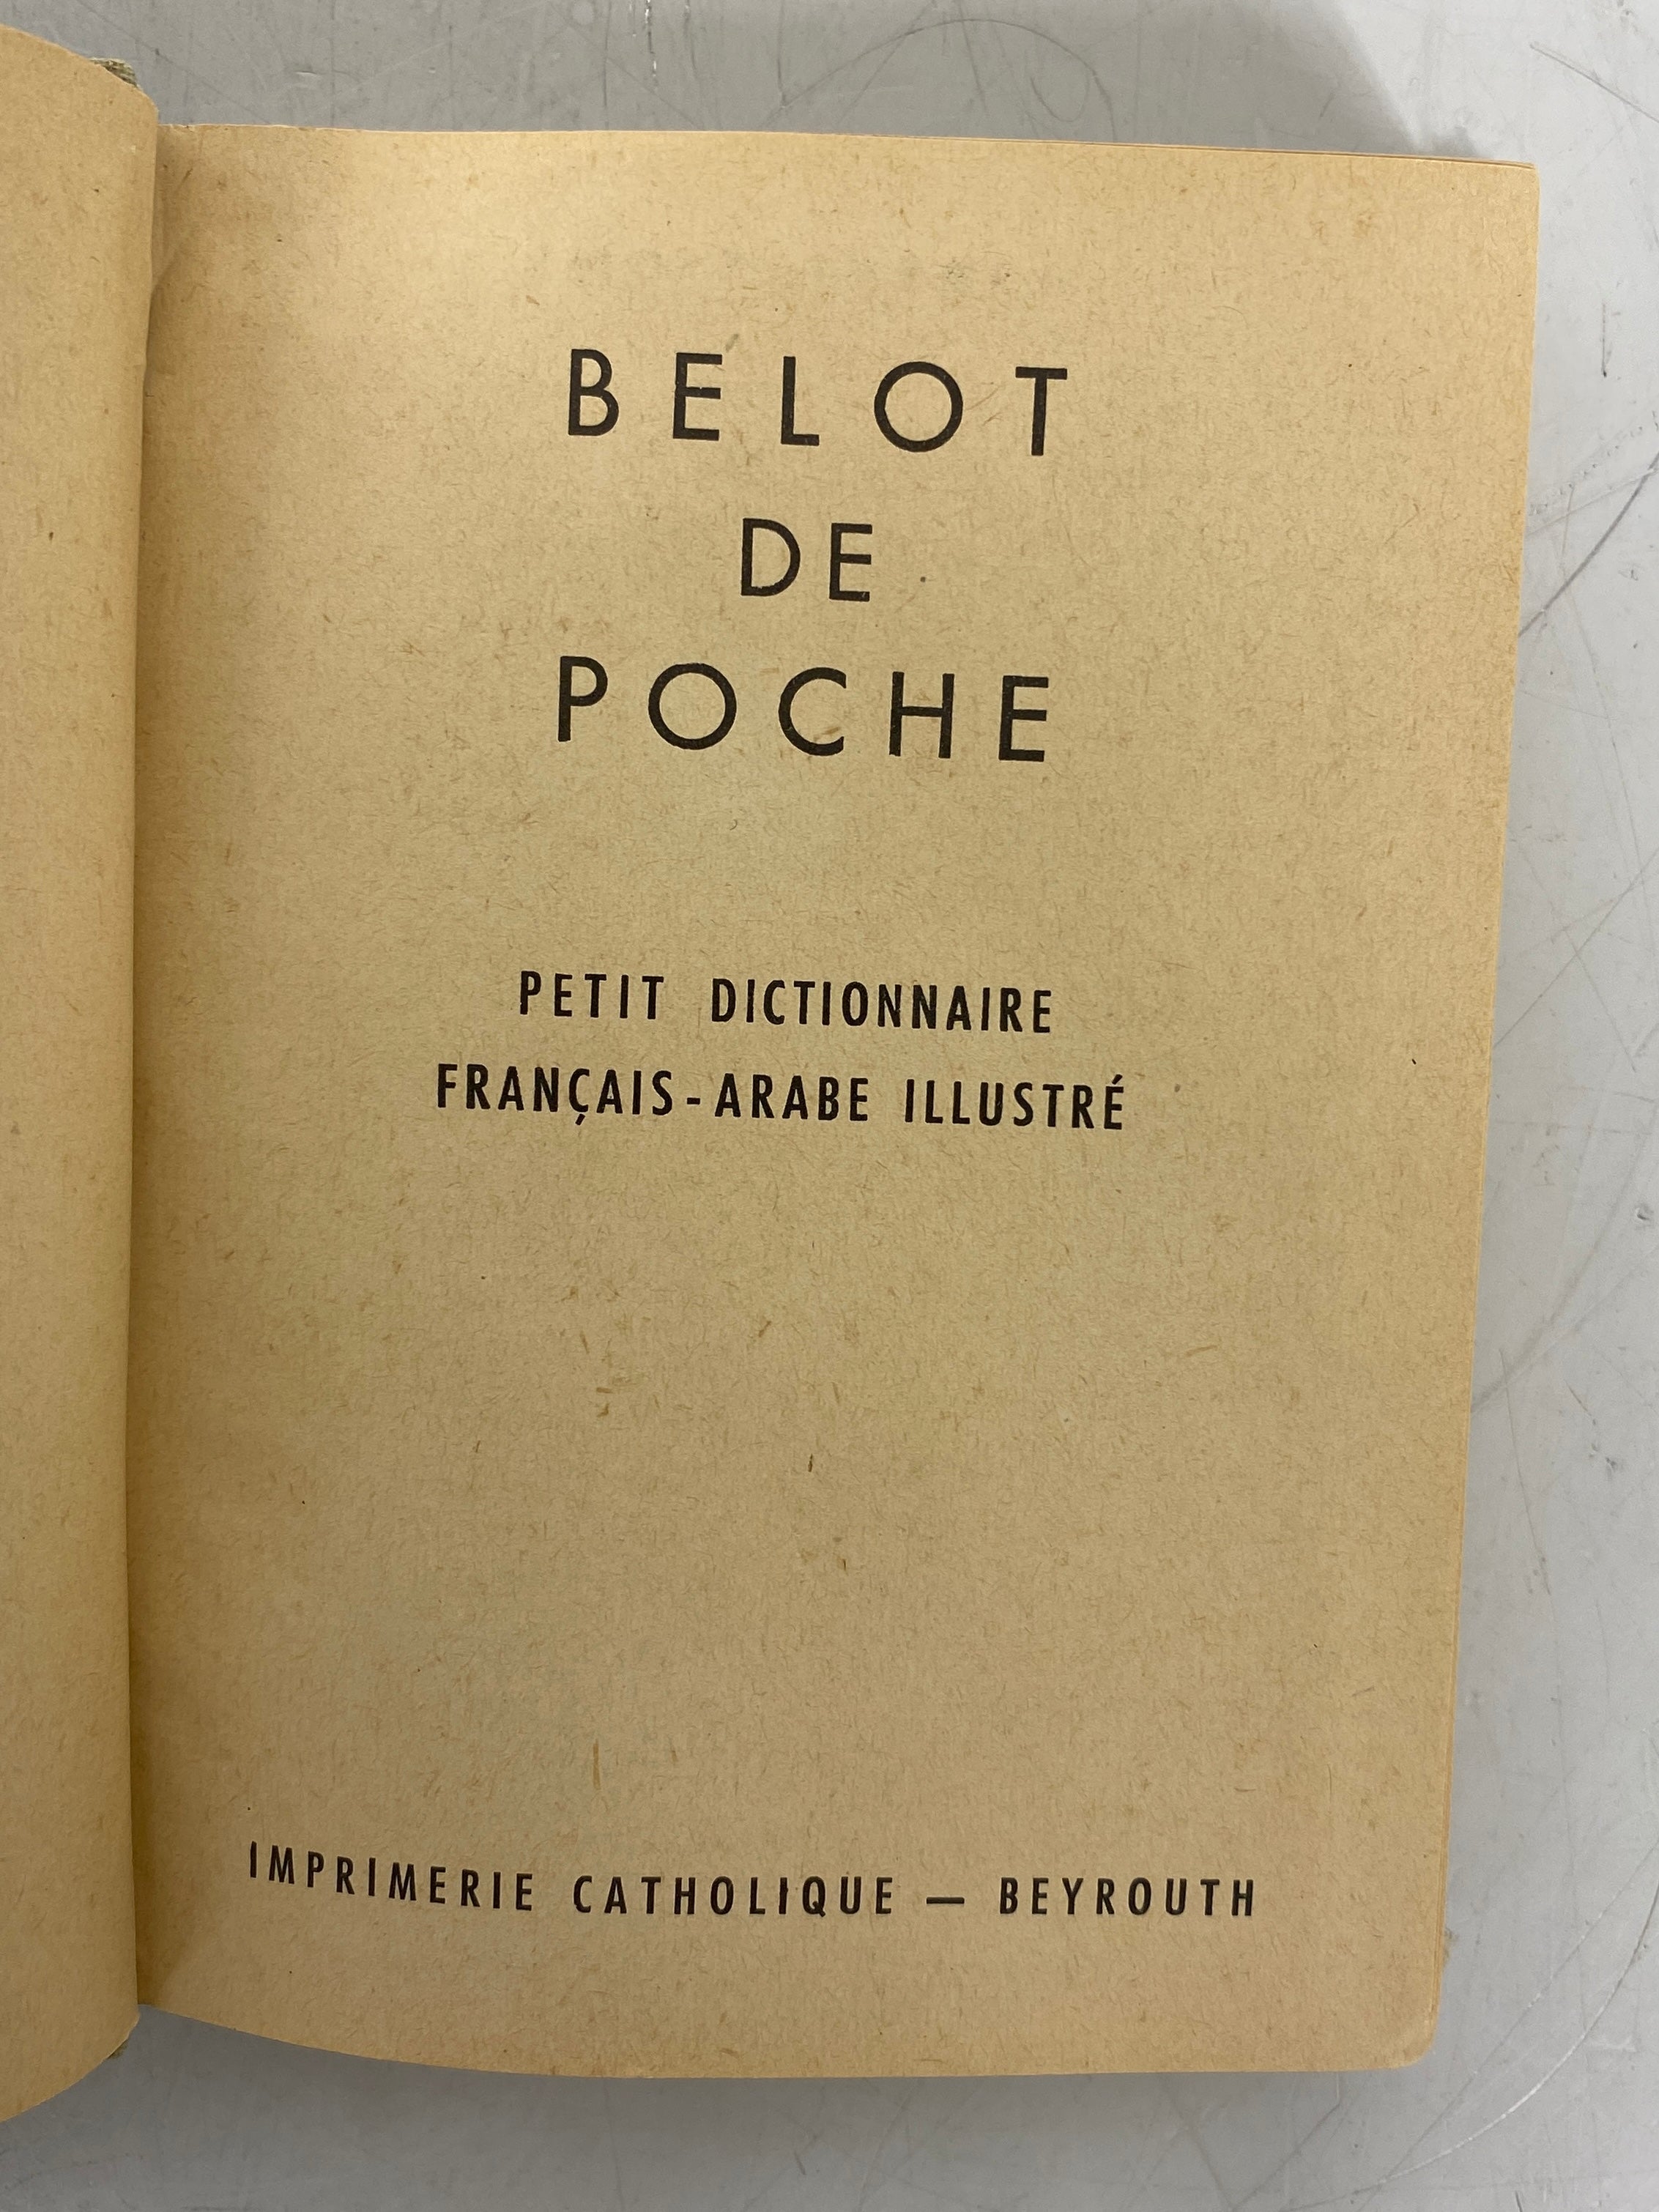 BELOT
DE
POCHE
PETIT DICTIONNAIRE
FRANÇAIS-ARABE ILLUSTRÉ
IMPRIMERIE CATHOLIQUE — BEYROUTH